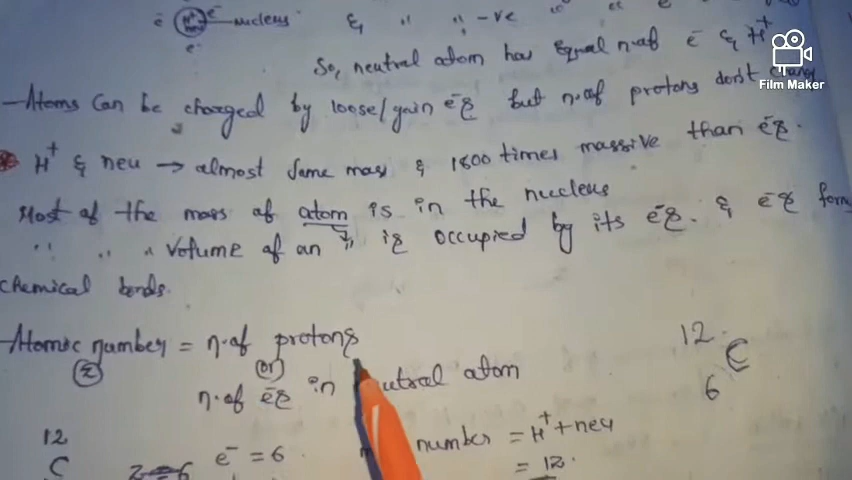 e⁻ H⁺ e⁻ nucleus & " " -ve
e⁻
So, neutral atom has equal n.of e⁻ & H⁺
Film Maker
-Atoms can be charged by loose/gain e⁻s but n.of protons don't change
H⁺ & neu → almost same mass & 1800 times massive than e⁻s.
Most of the mass of atom is in the nucleus
" " " volume of an " is occupied by its e⁻s. & e⁻s form
chemical bonds.
-Atomic number = n.of protons
(Z) (or)
n.of e⁻s in neutral atom
12
C
6
12
C Z=6 e⁻ = 6
number = H⁺ + neu
= 12.